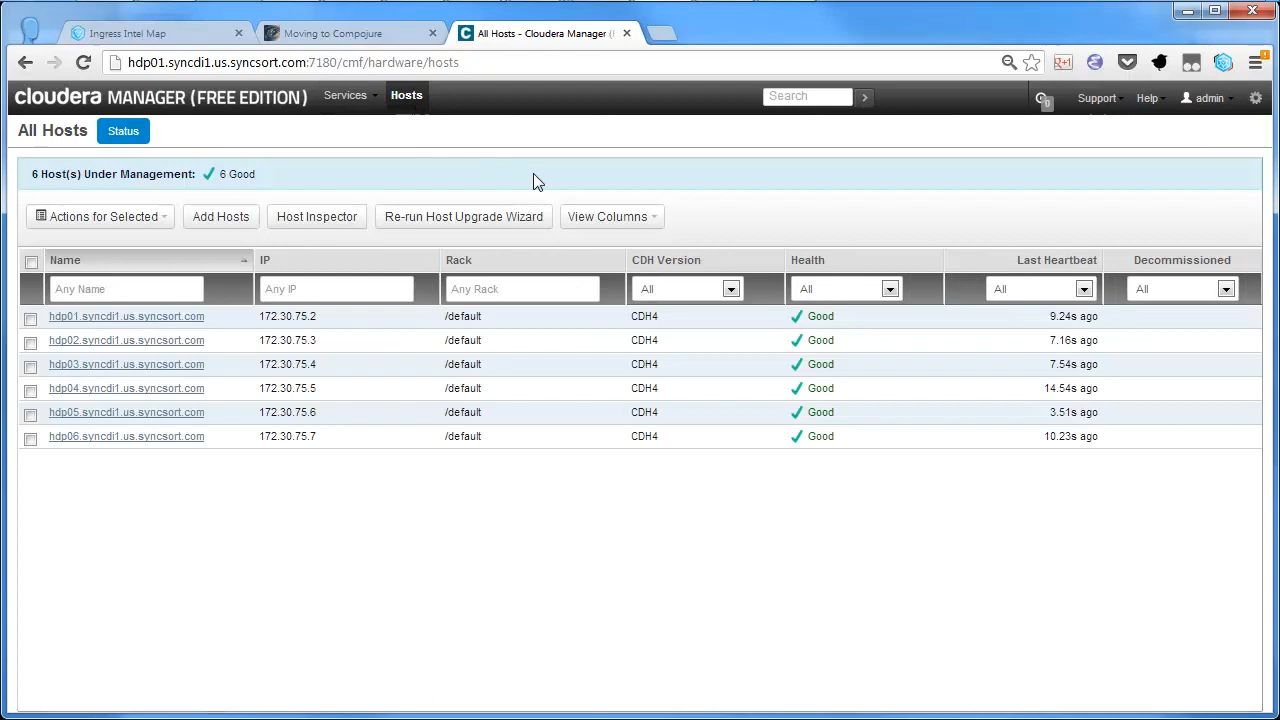 Ingress Intel Map
Moving to Compojure
All Hosts - Cloudera Manager (
hdp01.syncdi1.us.syncsort.com:7180/cmf/hardware/hosts
cloudera MANAGER (FREE EDITION) Services Hosts Search Support Help admin
All Hosts Status
6 Host(s) Under Management: 6 Good
Actions for Selected Add Hosts Host Inspector Re-run Host Upgrade Wizard View Columns
Name IP Rack CDH Version Health Last Heartbeat Decommissioned
Any Name Any IP Any Rack All All All All
hdp01.syncdi1.us.syncsort.com 172.30.75.2 /default CDH4 Good 9.24s ago
hdp02.syncdi1.us.syncsort.com 172.30.75.3 /default CDH4 Good 7.16s ago
hdp03.syncdi1.us.syncsort.com 172.30.75.4 /default CDH4 Good 7.54s ago
hdp04.syncdi1.us.syncsort.com 172.30.75.5 /default CDH4 Good 14.54s ago
hdp05.syncdi1.us.syncsort.com 172.30.75.6 /default CDH4 Good 3.51s ago
hdp06.syncdi1.us.syncsort.com 172.30.75.7 /default CDH4 Good 10.23s ago